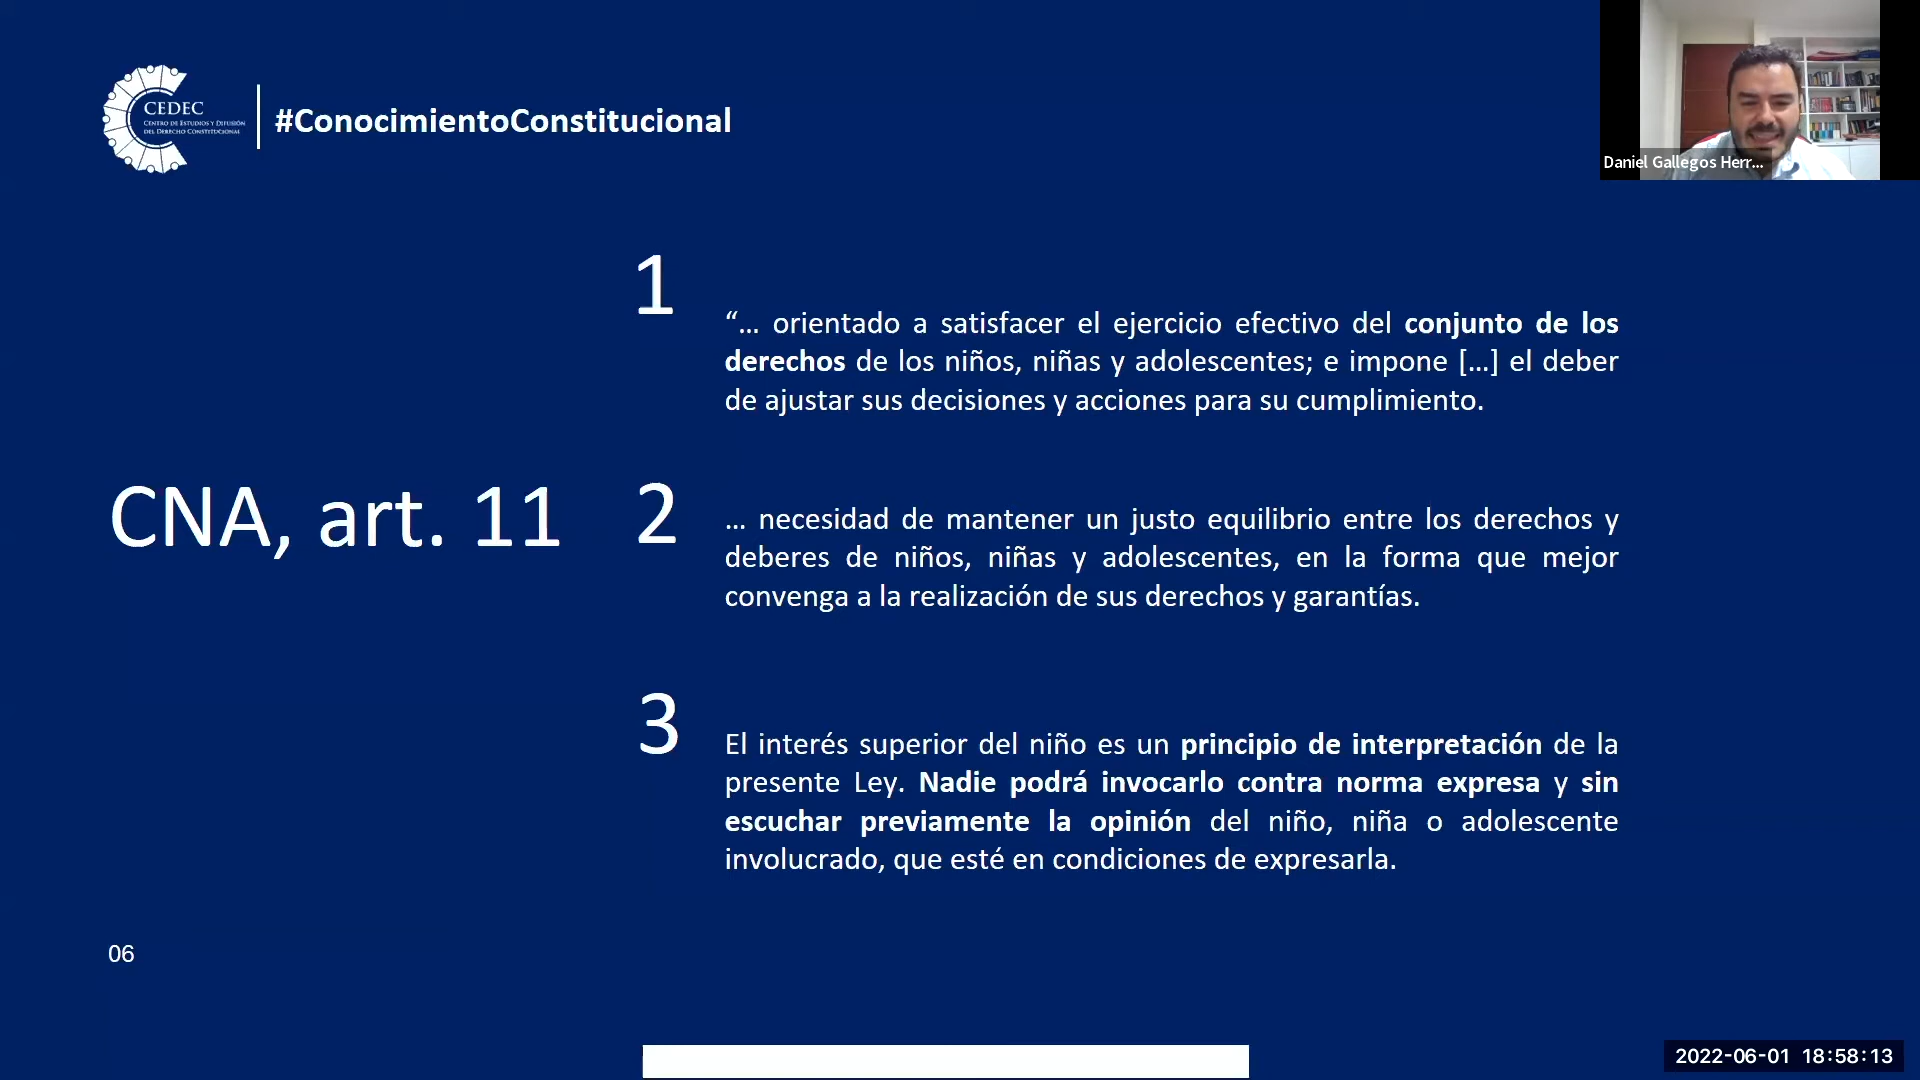 CEDEC
CENTRO DE ESTUDIOS Y DIFUSIÓN
DEL DERECHO CONSTITUCIONAL
#ConocimientoConstitucional
Daniel Gallegos Herr...
CNA, art. 11
1
“... orientado a satisfacer el ejercicio efectivo del conjunto de los
derechos de los niños, niñas y adolescentes; e impone [...] el deber
de ajustar sus decisiones y acciones para su cumplimiento.
2
... necesidad de mantener un justo equilibrio entre los derechos y
deberes de niños, niñas y adolescentes, en la forma que mejor
convenga a la realización de sus derechos y garantías.
3
El interés superior del niño es un principio de interpretación de la
presente Ley. Nadie podrá invocarlo contra norma expresa y sin
escuchar previamente la opinión del niño, niña o adolescente
involucrado, que esté en condiciones de expresarla.
06
2022-06-01 18:58:13